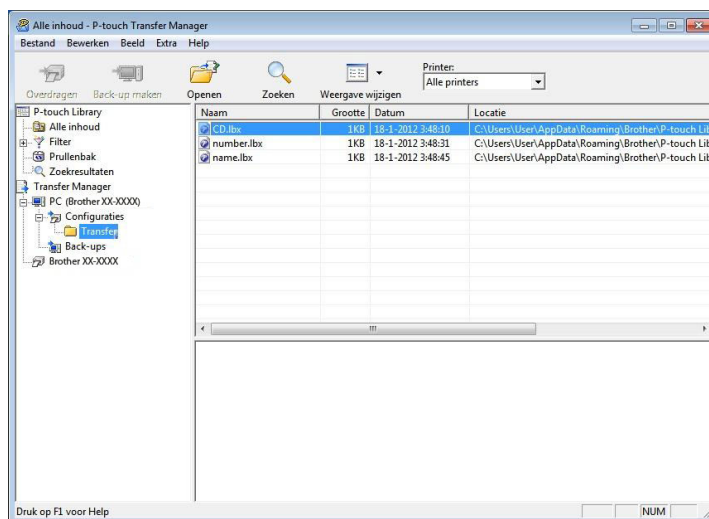 Alle inhoud - P-touch Transfer Manager
Bestand Bewerken Beeld Extra Help
Overdragen Back-up maken Openen Zoeken Weergave wijzigen
Printer:
Alle printers
P-touch Library
Alle inhoud
Filter
Prullenbak
Zoekresultaten
Transfer Manager
PC (Brother XX-XXXX)
Configuraties
Transfer
Back-ups
Brother XX-XXXX
Naam Grootte Datum Locatie
CD.lbx 1KB 18-1-2012 3:48:10 C:\Users\User\AppData\Roaming\Brother\P-touch Lib
number.lbx 1KB 18-1-2012 3:48:31 C:\Users\User\AppData\Roaming\Brother\P-touch Lib
name.lbx 1KB 18-1-2012 3:48:45 C:\Users\User\AppData\Roaming\Brother\P-touch Lib
Druk op F1 voor Help NUM